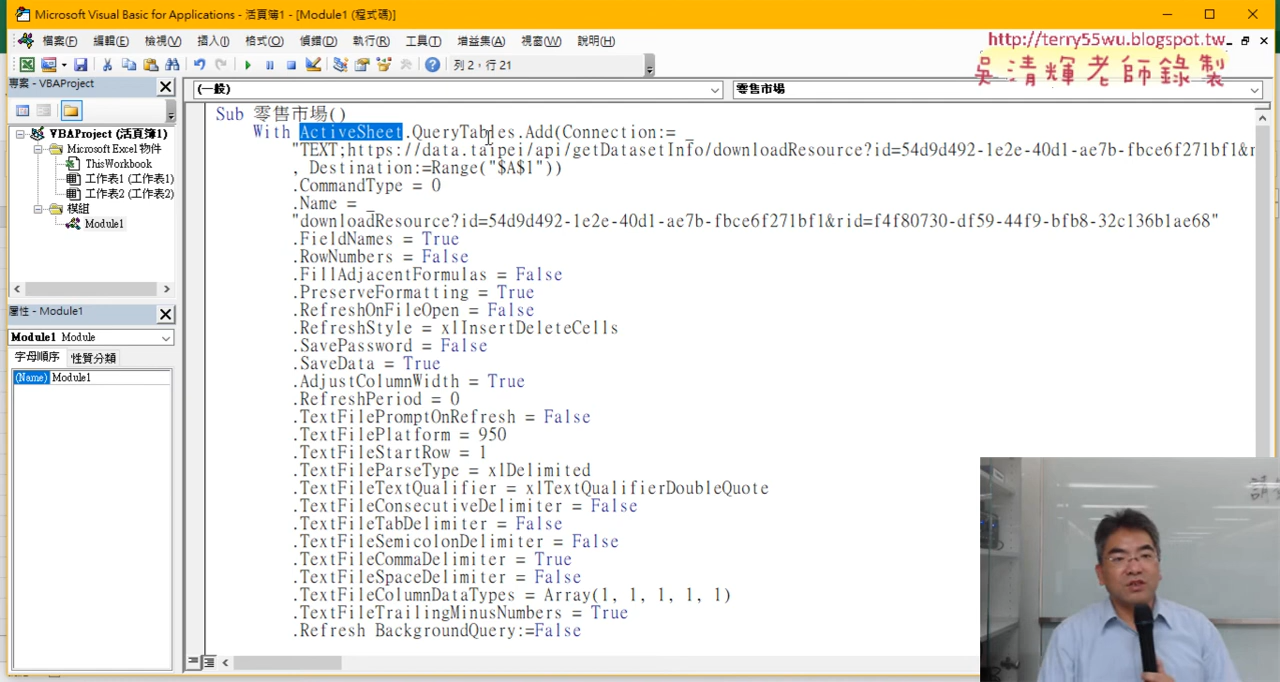 Microsoft Visual Basic for Applications - 活頁簿1 - [Module1 (程式碼)]
檔案(F) 編輯(E) 檢視(V) 插入(I) 格式(O) 偵錯(D) 執行(R) 工具(T) 增益集(A) 視窗(W) 說明(H)
http://terry55wu.blogspot.tw
吳清輝老師錄製
列 2，行 21
專案 - VBAProject
(一般)
零售市場
VBAProject (活頁簿1)
Microsoft Excel 物件
ThisWorkbook
工作表1 (工作表1)
工作表2 (工作表2)
模組
Module1
屬性 - Module1
Module1 Module
字母順序 性質分類
(Name) Module1
Sub 零售市場()
With ActiveSheet.QueryTables.Add(Connection:= _
"TEXT;https://data.taipei/api/getDatasetInfo/downloadResource?id=54d9d492-1e2e-40d1-ae7b-fbce6f271bf1&r
, Destination:=Range("$A$1"))
.CommandType = 0
.Name = _
"downloadResource?id=54d9d492-1e2e-40d1-ae7b-fbce6f271bf1&rid=f4f80730-df59-44f9-bfb8-32c136b1ae68"
.FieldNames = True
.RowNumbers = False
.FillAdjacentFormulas = False
.PreserveFormatting = True
.RefreshOnFileOpen = False
.RefreshStyle = xlInsertDeleteCells
.SavePassword = False
.SaveData = True
.AdjustColumnWidth = True
.RefreshPeriod = 0
.TextFilePromptOnRefresh = False
.TextFilePlatform = 950
.TextFileStartRow = 1
.TextFileParseType = xlDelimited
.TextFileTextQualifier = xlTextQualifierDoubleQuote
.TextFileConsecutiveDelimiter = False
.TextFileTabDelimiter = False
.TextFileSemicolonDelimiter = False
.TextFileCommaDelimiter = True
.TextFileSpaceDelimiter = False
.TextFileColumnDataTypes = Array(1, 1, 1, 1, 1)
.TextFileTrailingMinusNumbers = True
.Refresh BackgroundQuery:=False